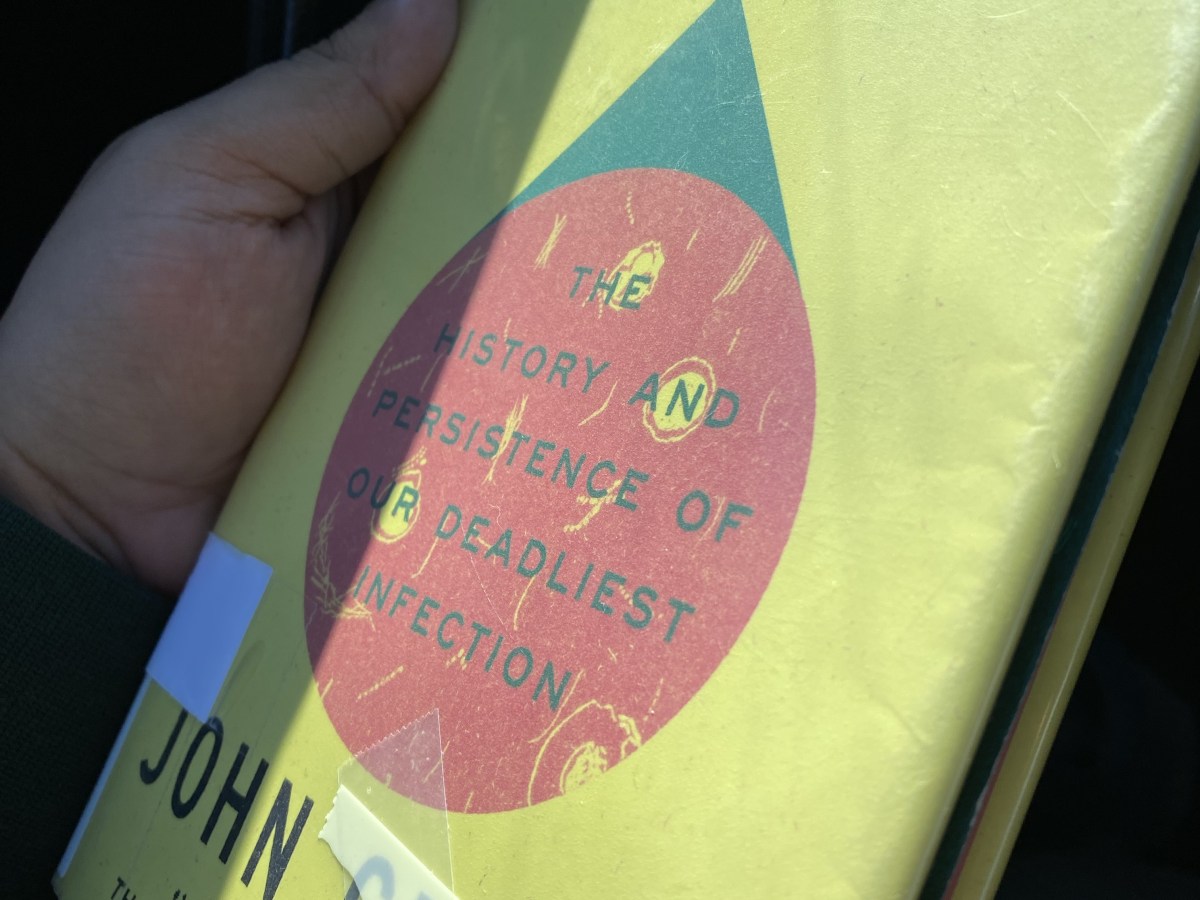 THE
HISTORY AND
PERSISTENCE OF
OUR DEADLIEST
INFECTION
JOHN